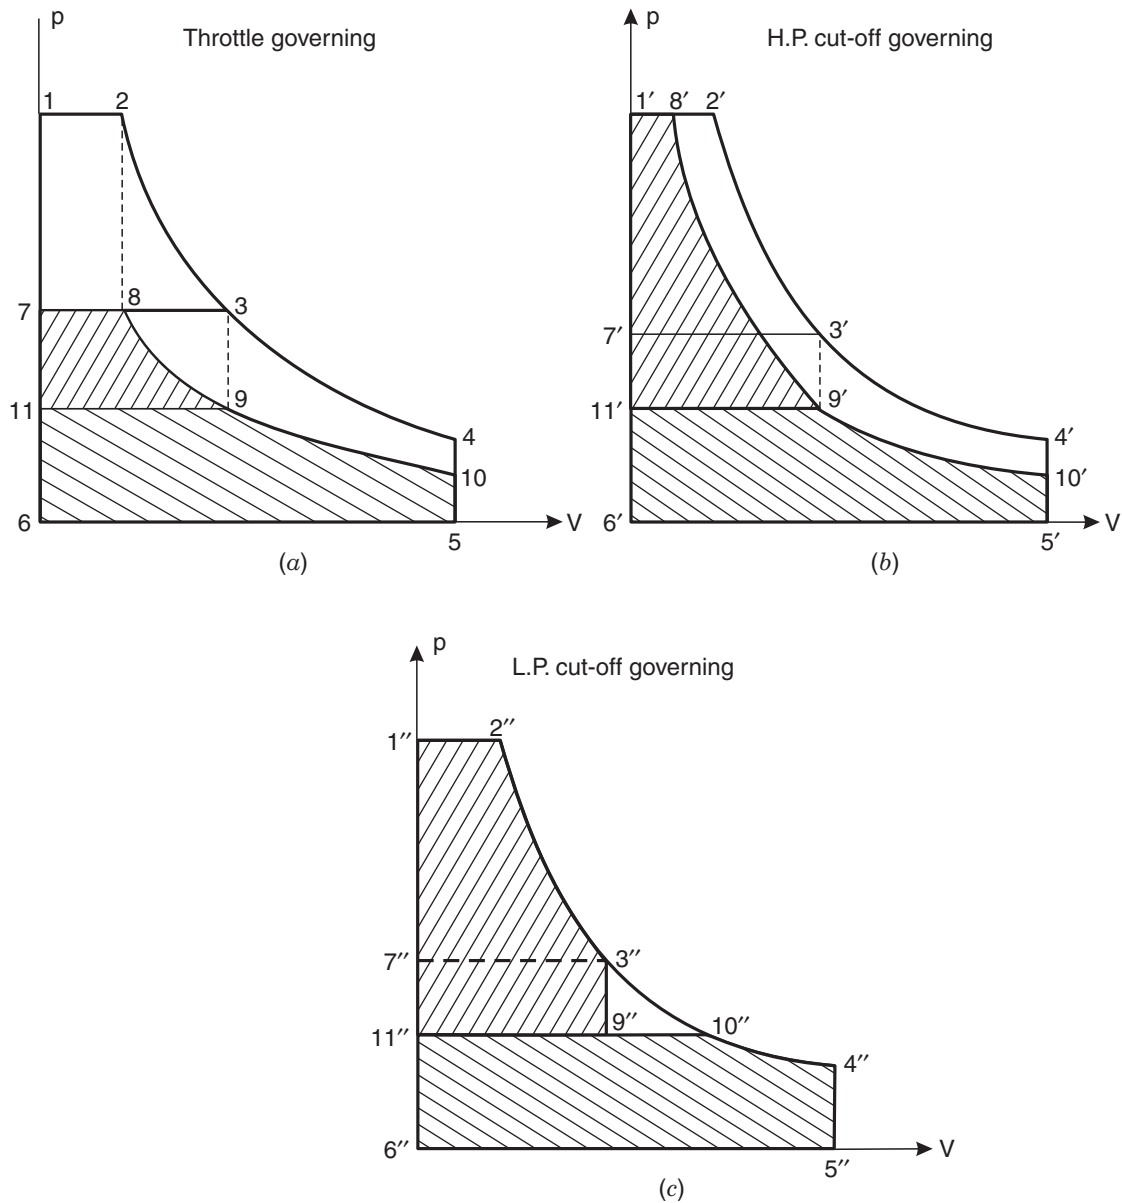 p
Throttle governing
1 2
7 8 3
11 9
4
10
6 V
5
(a)
p
H.P. cut-off governing
1′ 8′ 2′
7′ 3′
11′ 9′
4′
10′
6′ V
5′
(b)
p
L.P. cut-off governing
1″ 2″
7″ 3″
11″ 9″ 10″
4″
6″ V
5″
(c)